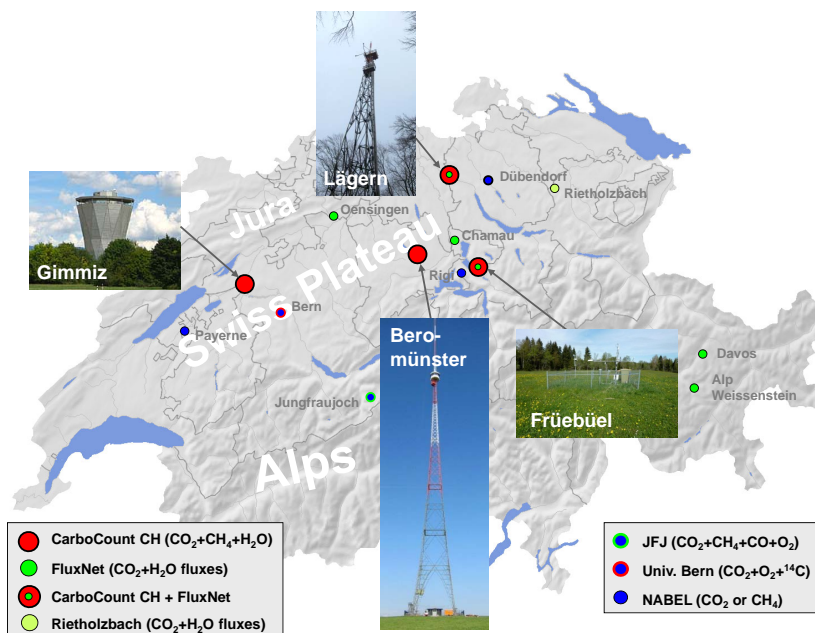 Lägern
Dübendorf
Rietholzbach
Jura
Oensingen
Swiss Plateau
Chamau
Gimmiz
Rigi
Bern
Payerne
Bero-
münster
Davos
Alp
Weissenstein
Früebüel
Jungfraujoch
Alps
CarboCount CH (CO₂+CH₄+H₂O)
FluxNet (CO₂+H₂O fluxes)
CarboCount CH + FluxNet
Rietholzbach (CO₂+H₂O fluxes)
JFJ (CO₂+CH₄+CO+O₂)
Univ. Bern (CO₂+O₂+¹⁴C)
NABEL (CO₂ or CH₄)